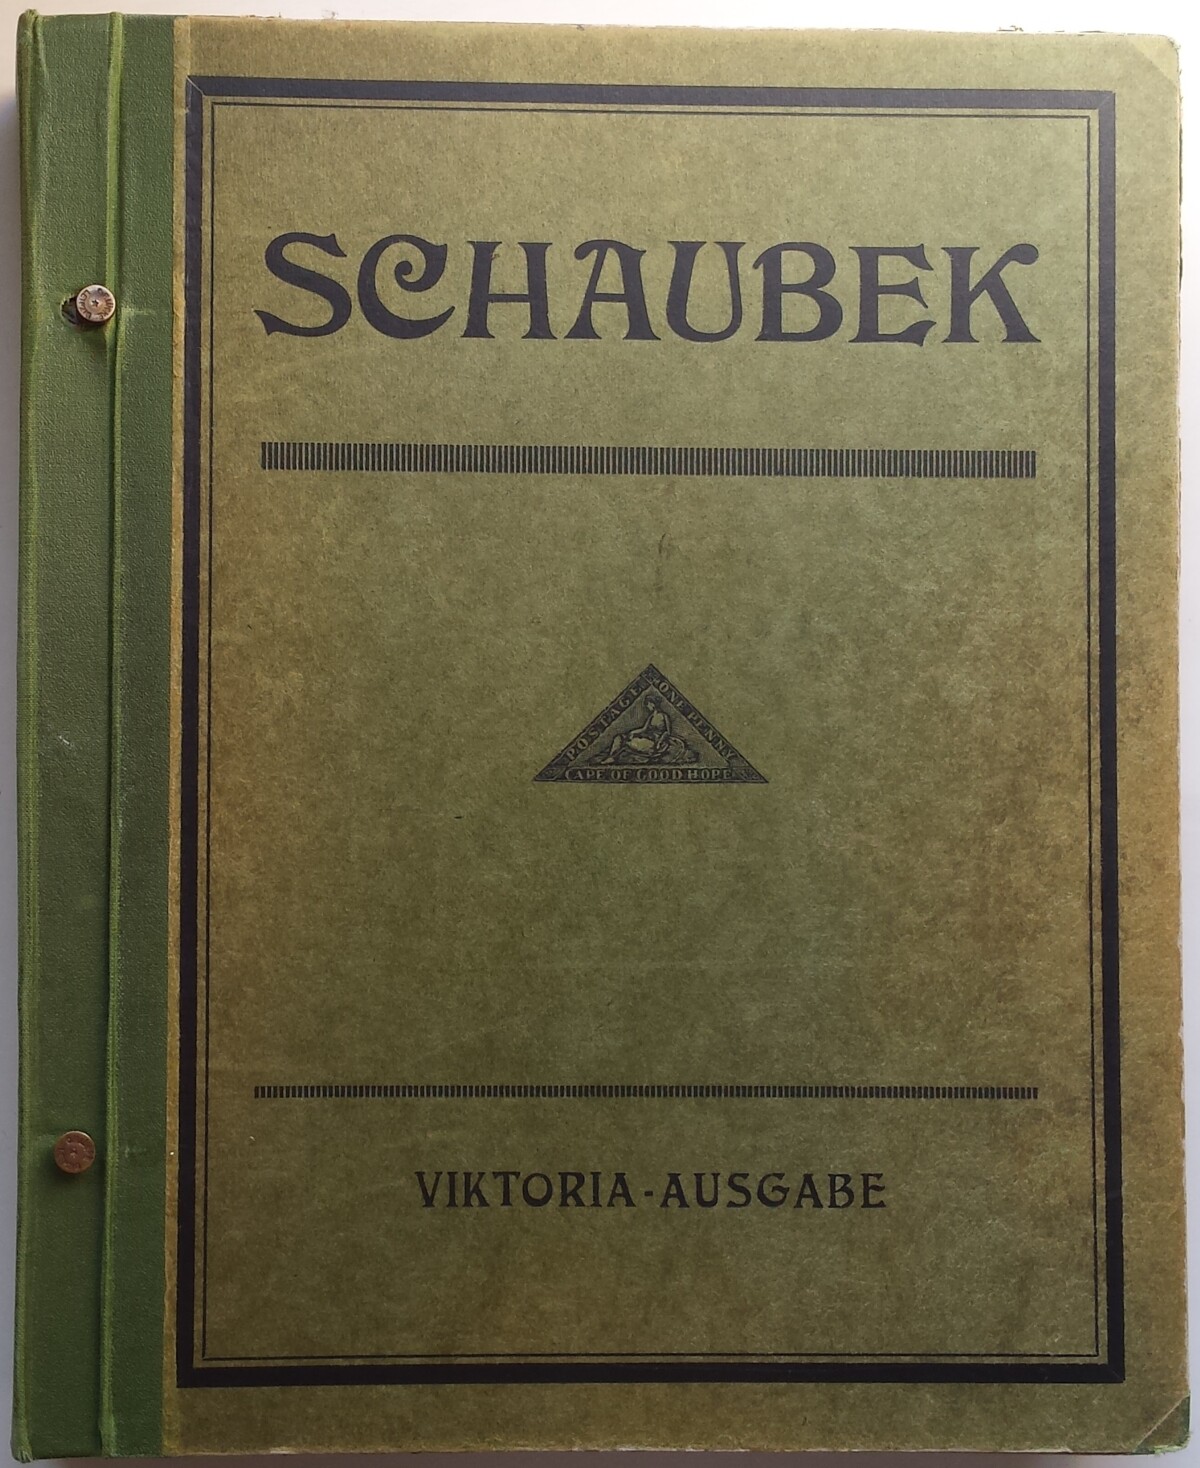 SCHAUBEK
POSTAGE
ONE PENNY
CAPE OF GOOD HOPE
VIKTORIA-AUSGABE